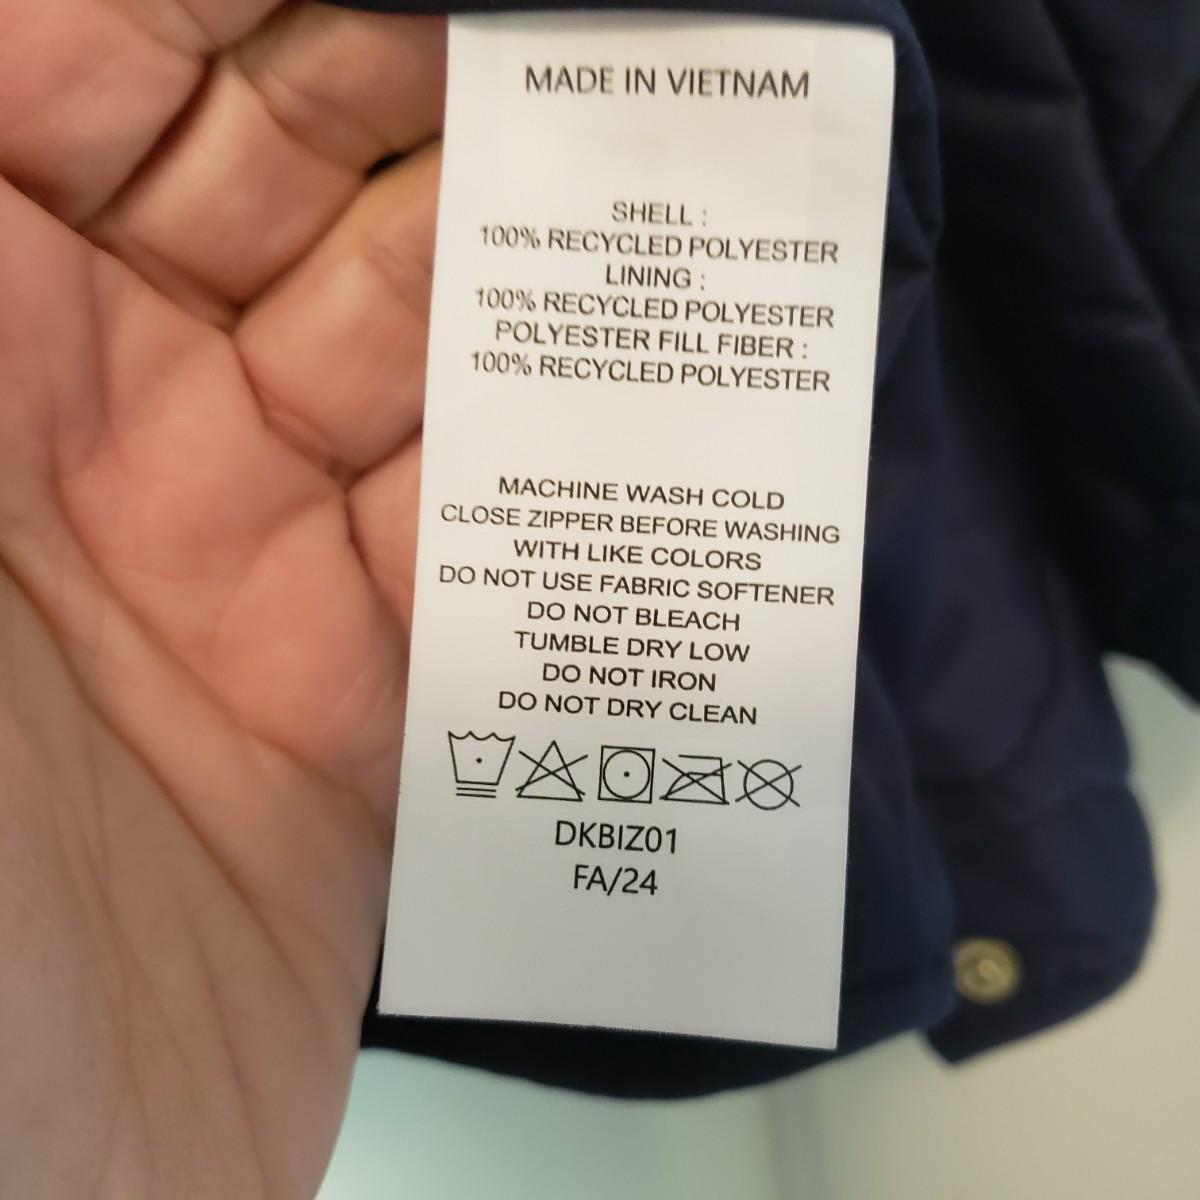 MADE IN VIETNAM
SHELL :
100% RECYCLED POLYESTER
LINING :
100% RECYCLED POLYESTER
POLYESTER FILL FIBER :
100% RECYCLED POLYESTER
MACHINE WASH COLD
CLOSE ZIPPER BEFORE WASHING
WITH LIKE COLORS
DO NOT USE FABRIC SOFTENER
DO NOT BLEACH
TUMBLE DRY LOW
DO NOT IRON
DO NOT DRY CLEAN
DKBIZ01
FA/24